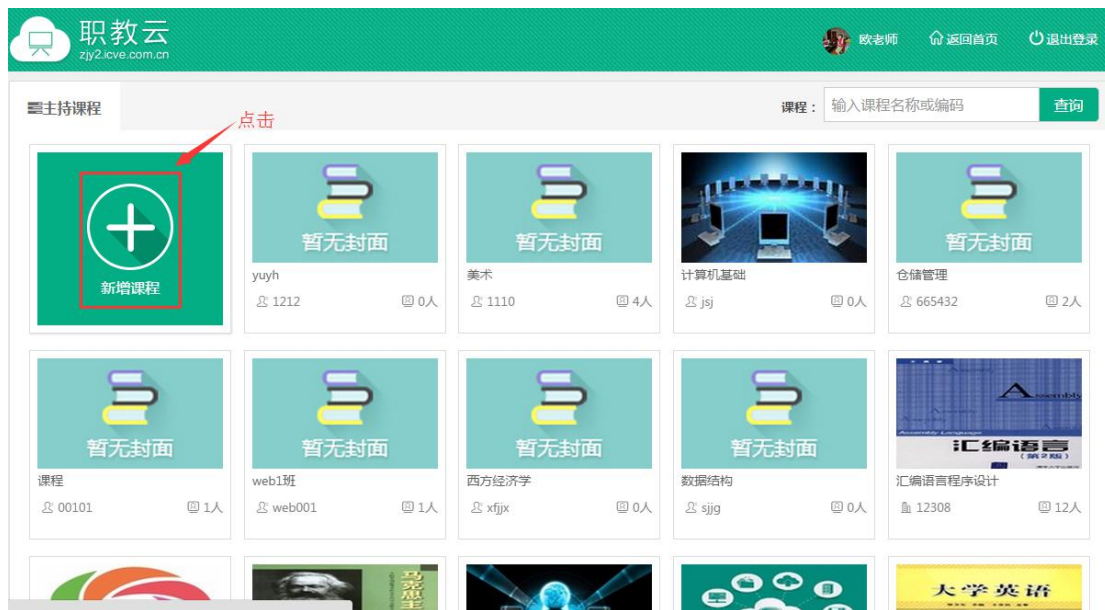 职教云
zjy2.icve.com.cn
欧老师 返回首页 退出登录
主持课程
课程： 输入课程名称或编码 查询
点击
新增课程
暂无封面 暂无封面 暂无封面
yuyh 美术 计算机基础 仓储管理
1212 0人 1110 4人 jsj 0人 665432 2人
暂无封面 暂无封面 暂无封面 暂无封面
Assembly
Assembly Language
汇编语言
(第2版)
课程 web1班 西方经济学 数据结构 汇编语言程序设计
00101 1人 web001 1人 xfjjx 0人 sjjg 0人 12308 12人
马克思主
大学英语